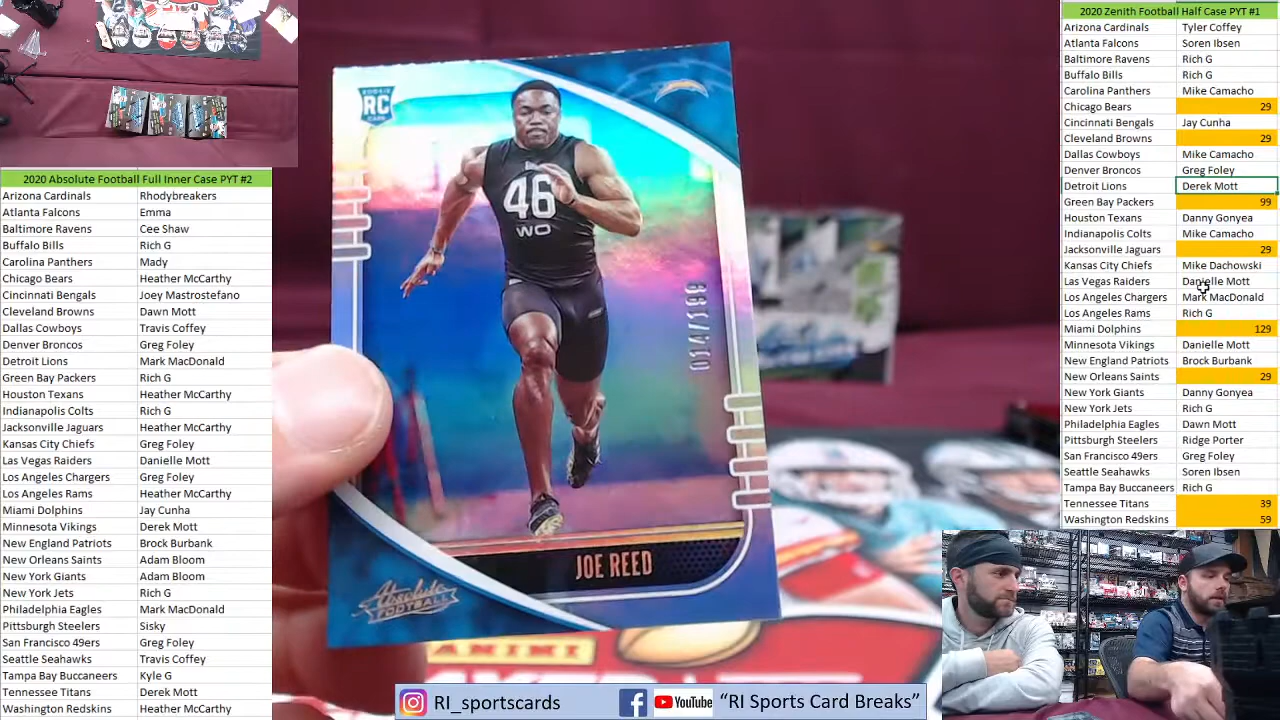 2020 Absolute Football Full Inner Case PYT #2
Arizona Cardinals Rhodybreakers
Atlanta Falcons Emma
Baltimore Ravens Cee Shaw
Buffalo Bills Rich G
Carolina Panthers Mady
Chicago Bears Heather McCarthy
Cincinnati Bengals Joey Mastrostefano
Cleveland Browns Dawn Mott
Dallas Cowboys Travis Coffey
Denver Broncos Greg Foley
Detroit Lions Mark MacDonald
Green Bay Packers Rich G
Houston Texans Heather McCarthy
Indianapolis Colts Rich G
Jacksonville Jaguars Heather McCarthy
Kansas City Chiefs Greg Foley
Las Vegas Raiders Danielle Mott
Los Angeles Chargers Greg Foley
Los Angeles Rams Heather McCarthy
Miami Dolphins Jay Cunha
Minnesota Vikings Derek Mott
New England Patriots Brock Burbank
New Orleans Saints Adam Bloom
New York Giants Adam Bloom
New York Jets Rich G
Philadelphia Eagles Mark MacDonald
Pittsburgh Steelers Sisky
San Francisco 49ers Greg Foley
Seattle Seahawks Travis Coffey
Tampa Bay Buccaneers Kyle G
Tennessee Titans Derek Mott
Washington Redskins Heather McCarthy
ROOKIE
RC
CARD
46
WO
014/188
JOE REED
Absolute
FOOTBALL
PANINI
RI_sportscards
YouTube "RI Sports Card Breaks"
2020 Zenith Football Half Case PYT #1
Arizona Cardinals Tyler Coffey
Atlanta Falcons Soren Ibsen
Baltimore Ravens Rich G
Buffalo Bills Rich G
Carolina Panthers Mike Camacho
Chicago Bears 29
Cincinnati Bengals Jay Cunha
Cleveland Browns 29
Dallas Cowboys Mike Camacho
Denver Broncos Greg Foley
Detroit Lions Derek Mott
Green Bay Packers 99
Houston Texans Danny Gonyea
Indianapolis Colts Mike Camacho
Jacksonville Jaguars 29
Kansas City Chiefs Mike Dachowski
Las Vegas Raiders Danielle Mott
Los Angeles Chargers Mark MacDonald
Los Angeles Rams Rich G
Miami Dolphins 129
Minnesota Vikings Danielle Mott
New England Patriots Brock Burbank
New Orleans Saints 29
New York Giants Danny Gonyea
New York Jets Rich G
Philadelphia Eagles Dawn Mott
Pittsburgh Steelers Ridge Porter
San Francisco 49ers Greg Foley
Seattle Seahawks Soren Ibsen
Tampa Bay Buccaneers Rich G
Tennessee Titans 39
Washington Redskins 59